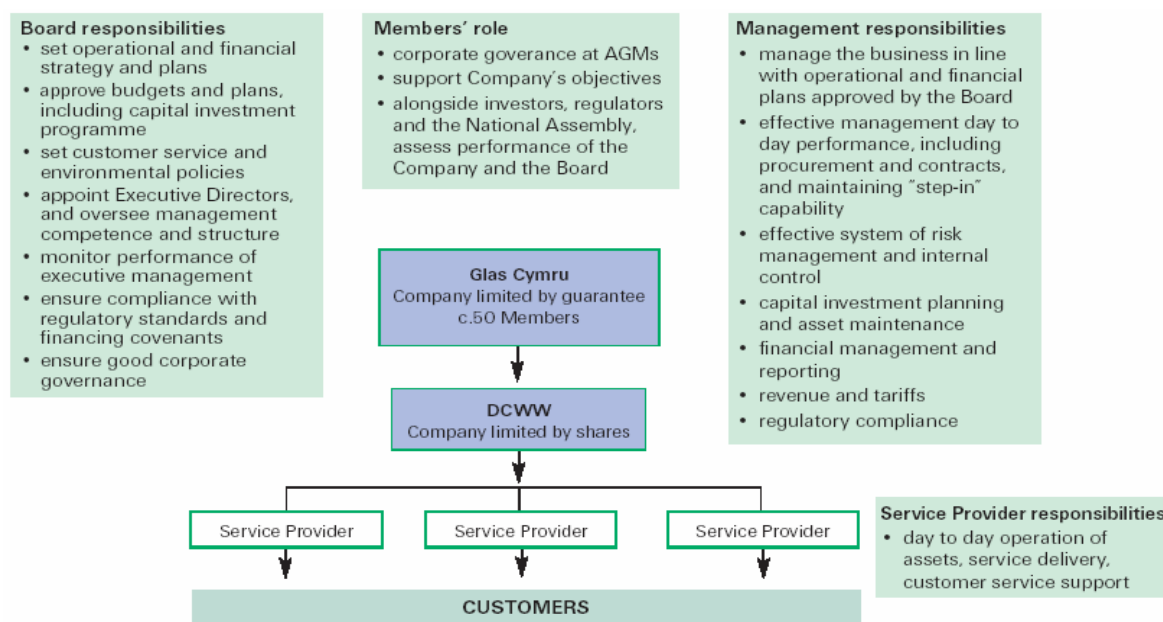 Board responsibilities
• set operational and financial
strategy and plans
• approve budgets and plans,
including capital investment
programme
• set customer service and
environmental policies
• appoint Executive Directors,
and oversee management
competence and structure
• monitor performance of
executive management
• ensure compliance with
regulatory standards and
financing covenants
• ensure good corporate
governance
Members' role
• corporate goverance at AGMs
• support Company's objectives
• alongside investors, regulators
and the National Assembly,
assess performance of the
Company and the Board
Management responsibilities
• manage the business in line
with operational and financial
plans approved by the Board
• effective management day to
day performance, including
procurement and contracts,
and maintaining "step-in"
capability
• effective system of risk
management and internal
control
• capital investment planning
and asset maintenance
• financial management and
reporting
• revenue and tariffs
• regulatory compliance
Glas Cymru
Company limited by guarantee
c.50 Members
DCWW
Company limited by shares
Service Provider
Service Provider
Service Provider
Service Provider responsibilities
• day to day operation of
assets, service delivery,
customer service support
CUSTOMERS